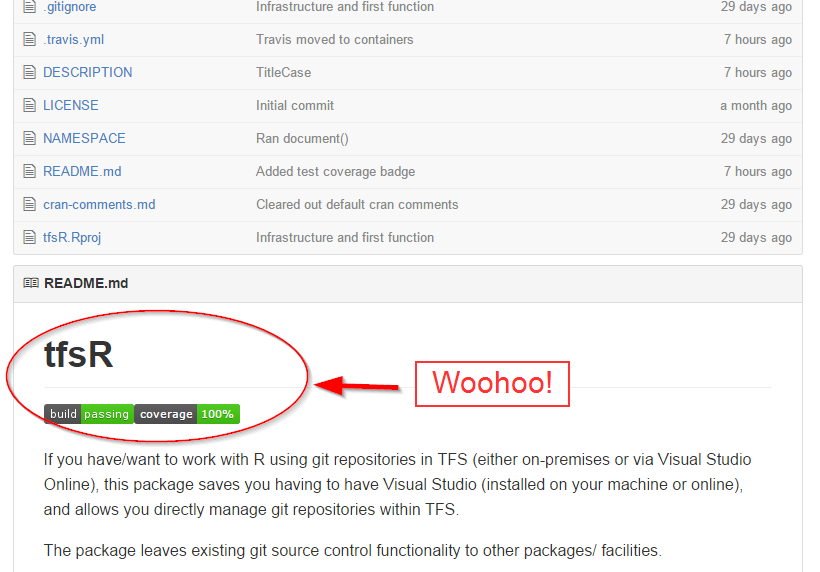 .gitignore Infrastructure and first function 29 days ago
.travis.yml Travis moved to containers 7 hours ago
DESCRIPTION TitleCase 7 hours ago
LICENSE Initial commit a month ago
NAMESPACE Ran document() 29 days ago
README.md Added test coverage badge 7 hours ago
cran-comments.md Cleared out default cran comments 29 days ago
tfsR.Rproj Infrastructure and first function 29 days ago
README.md
tfsR
Woohoo!
build passing coverage 100%
If you have/want to work with R using git repositories in TFS (either on-premises or via Visual Studio
Online), this package saves you having to have Visual Studio (installed on your machine or online),
and allows you directly manage git repositories within TFS.
The package leaves existing git source control functionality to other packages/ facilities.